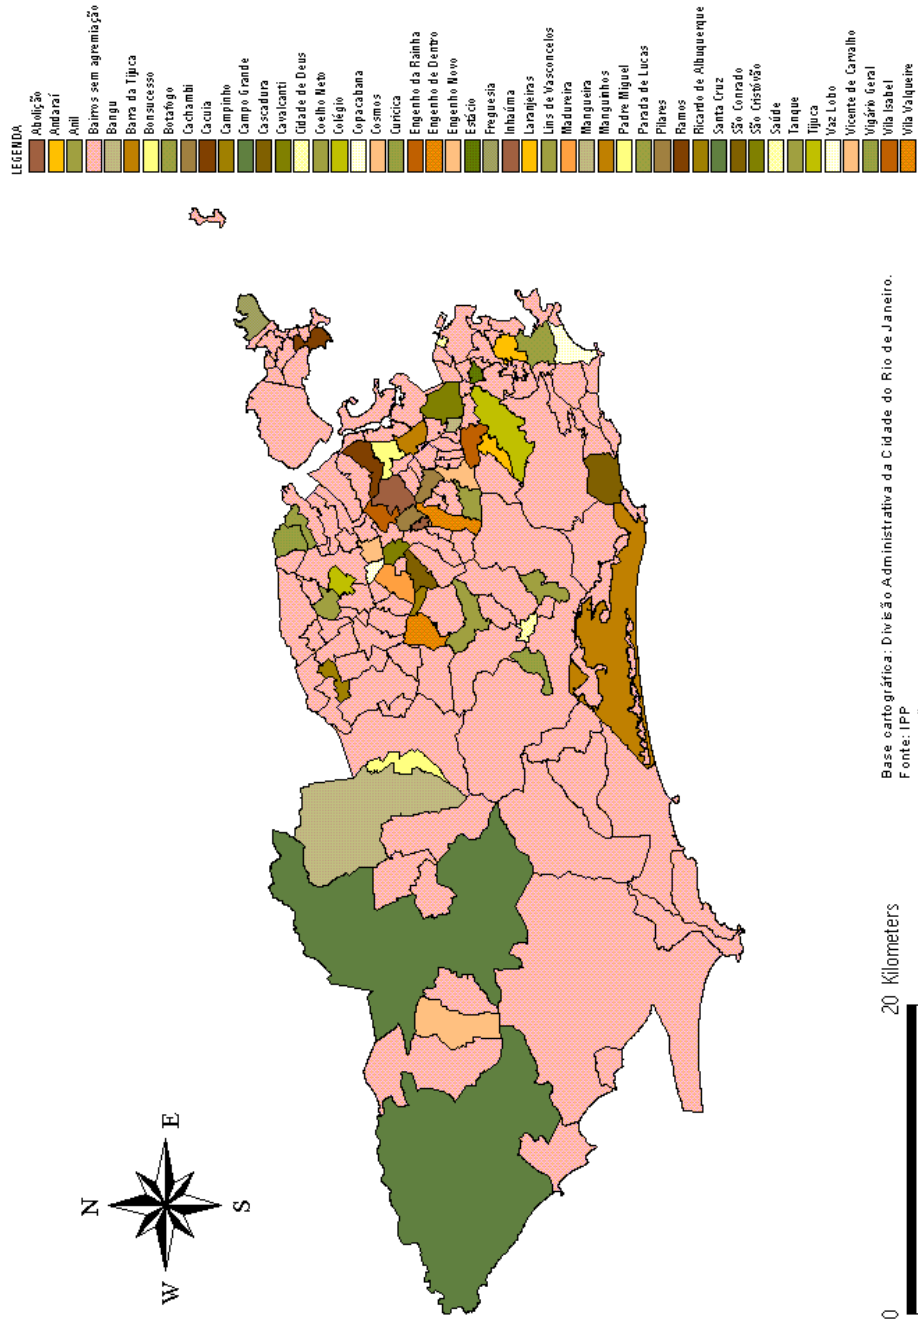 LEGENDA
Abolição
Andaraí
Anil
Bairros sem agremiação
Bangu
Barra da Tijuca
Bonsucesso
Botafogo
Cachambi
Cacuia
Campinho
Campo Grande
Cascadura
Cavalcanti
Cidade de Deus
Coelho Neto
Colégio
Copacabana
Cosmos
Curicica
Engenho da Rainha
Engenho de Dentro
Engenho Novo
Estácio
Freguesia
Inhaúma
Laranjeiras
Lins de Vasconcelos
Madureira
Mangueira
Manguinhos
Padre Miguel
Parada de Lucas
Pilares
Ramos
Ricardo de Albuquerque
Santa Cruz
São Conrado
São Cristóvão
Saúde
Tanque
Tijuca
Vaz Lobo
Vicente de Carvalho
Vigário Geral
Vila Isabel
Vila Valqueire
N
W E
S
0 20 Kilometers
Base cartográfica: Divisão Administrativa da Cidade do Rio de Janeiro.
Fonte: IPP